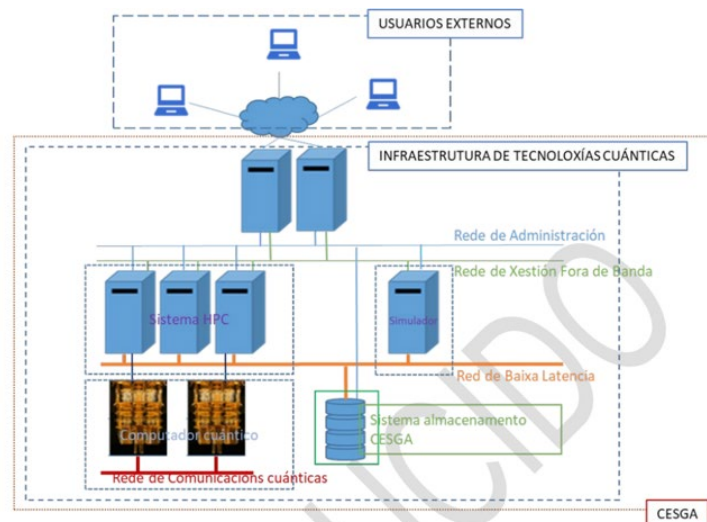 USUARIOS EXTERNOS
INFRAESTRUTURA DE TECNOLOXÍAS CUÁNTICAS
Rede de Administración
Rede de Xestión Fora de Banda
Sistema HPC
Simulador
Red de Baixa Latencia
Computador cuántico
Sistema almacenamento
CESGA
Rede de Comunicacións cuánticas
CESGA